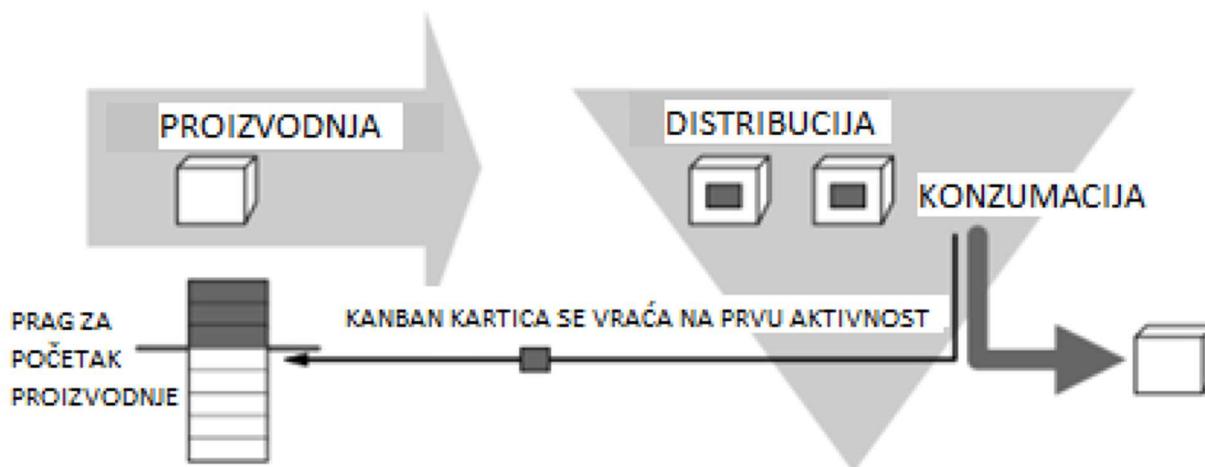 PROIZVODNJA
DISTRIBUCIJA
KONZUMACIJA
PRAG ZA
POČETAK
PROIZVODNJE
KANBAN KARTICA SE VRAĆA NA PRVU AKTIVNOST